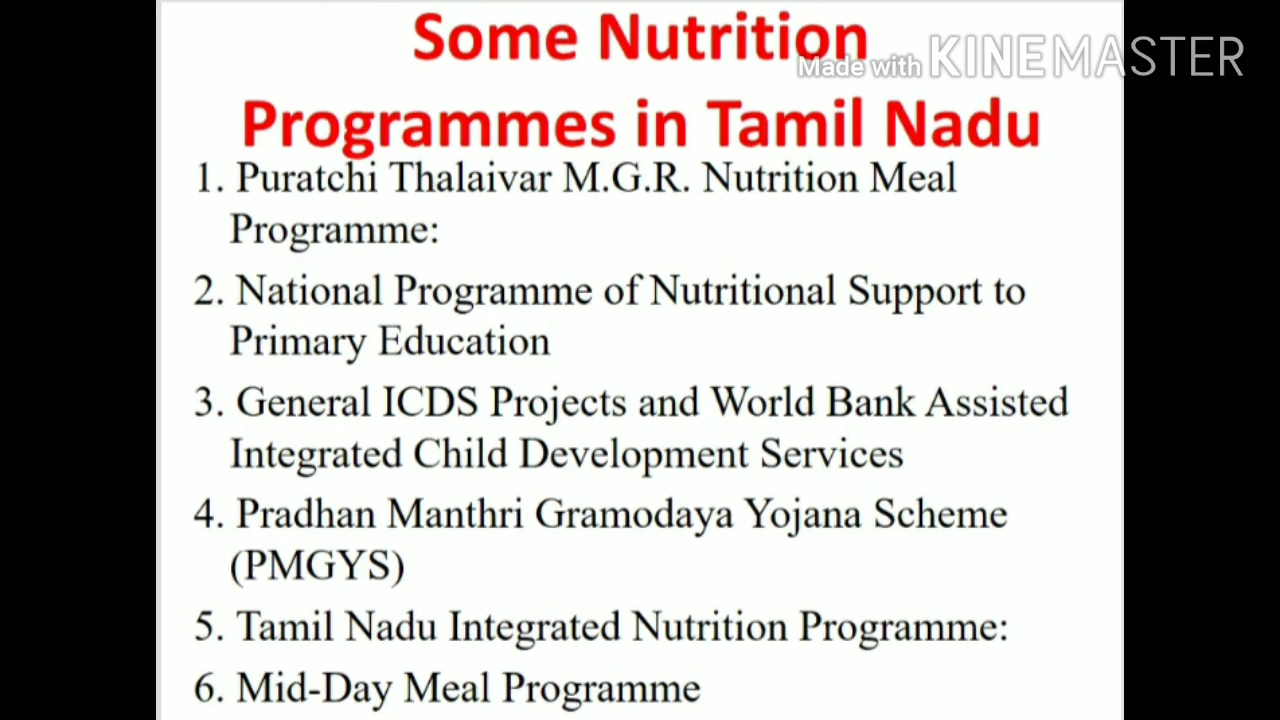 Some Nutrition
Made with KINEMASTER
Programmes in Tamil Nadu
1. Puratchi Thalaivar M.G.R. Nutrition Meal
Programme:
2. National Programme of Nutritional Support to
Primary Education
3. General ICDS Projects and World Bank Assisted
Integrated Child Development Services
4. Pradhan Manthri Gramodaya Yojana Scheme
(PMGYS)
5. Tamil Nadu Integrated Nutrition Programme:
6. Mid-Day Meal Programme